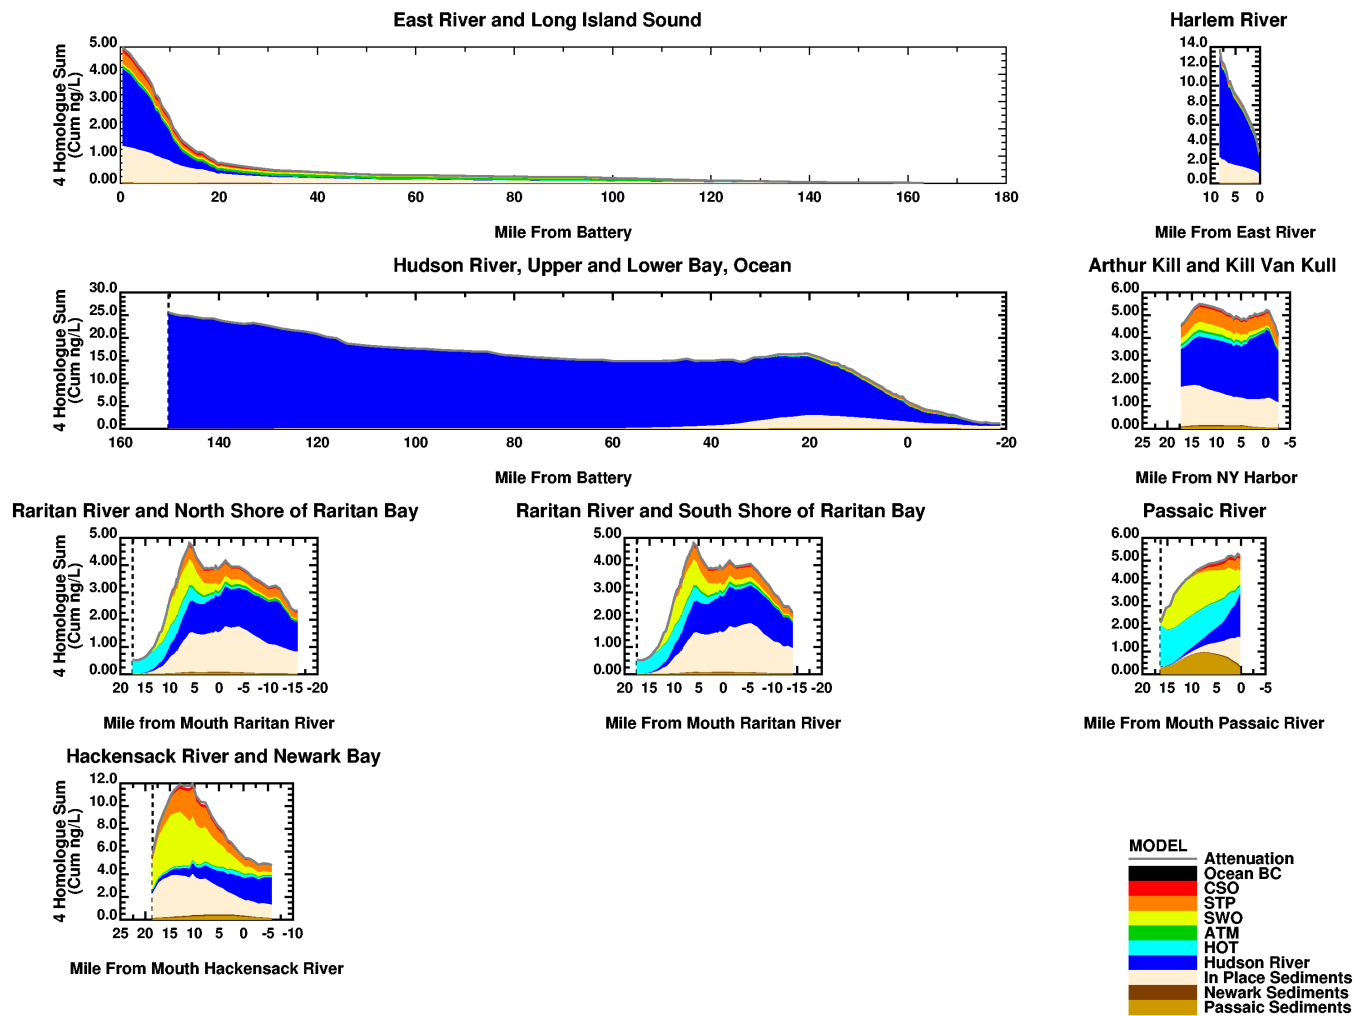 East River and Long Island Sound
4 Homologue Sum
(Cum ng/L)
5.00
4.00
3.00
2.00
1.00
0.00
0 20 40 60 80 100 120 140 160 180
Mile From Battery
Harlem River
14.0
12.0
10.0
8.0
6.0
4.0
2.0
0.0
10 5 0
Mile From East River
Hudson River, Upper and Lower Bay, Ocean
4 Homologue Sum
(Cum ng/L)
30.0
25.0
20.0
15.0
10.0
5.0
0.0
160 140 120 100 80 60 40 20 0 -20
Mile From Battery
Arthur Kill and Kill Van Kull
6.00
5.00
4.00
3.00
2.00
1.00
0.00
25 20 15 10 5 0 -5
Mile From NY Harbor
Raritan River and North Shore of Raritan Bay
4 Homologue Sum
(Cum ng/L)
5.00
4.00
3.00
2.00
1.00
0.00
20 15 10 5 0 -5 -10 -15 -20
Mile from Mouth Raritan River
Raritan River and South Shore of Raritan Bay
5.00
4.00
3.00
2.00
1.00
0.00
20 15 10 5 0 -5 -10 -15 -20
Mile From Mouth Raritan River
Passaic River
6.00
5.00
4.00
3.00
2.00
1.00
0.00
20 15 10 5 0 -5
Mile From Mouth Passaic River
Hackensack River and Newark Bay
4 Homologue Sum
(Cum ng/L)
12.0
10.0
8.0
6.0
4.0
2.0
0.0
25 20 15 10 5 0 -5 -10
Mile From Mouth Hackensack River
MODEL
Attenuation
Ocean BC
CSO
STP
SWO
ATM
HOT
Hudson River
In Place Sediments
Newark Sediments
Passaic Sediments